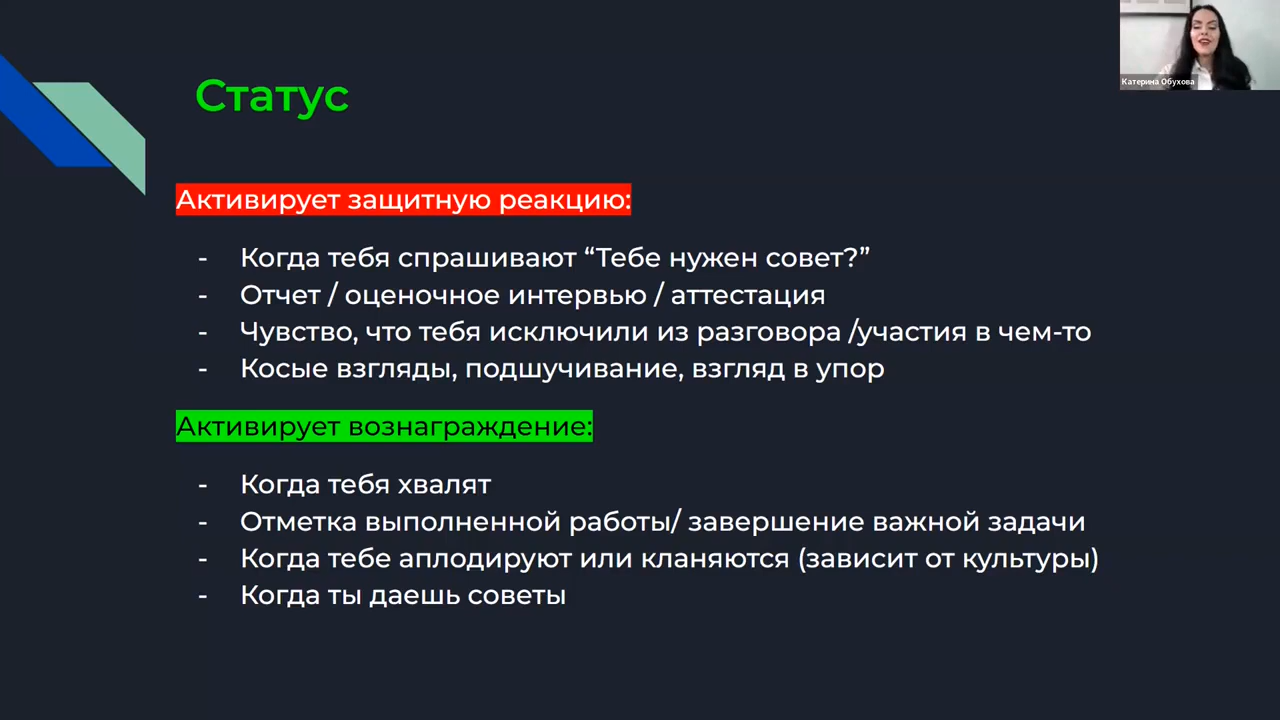 Катерина Обухова
Статус
Активирует защитную реакцию:
- Когда тебя спрашивают “Тебе нужен совет?”
- Отчет / оценочное интервью / аттестация
- Чувство, что тебя исключили из разговора /участия в чем-то
- Косые взгляды, подшучивание, взгляд в упор
Активирует вознаграждение:
- Когда тебя хвалят
- Отметка выполненной работы/ завершение важной задачи
- Когда тебе аплодируют или кланяются (зависит от культуры)
- Когда ты даешь советы